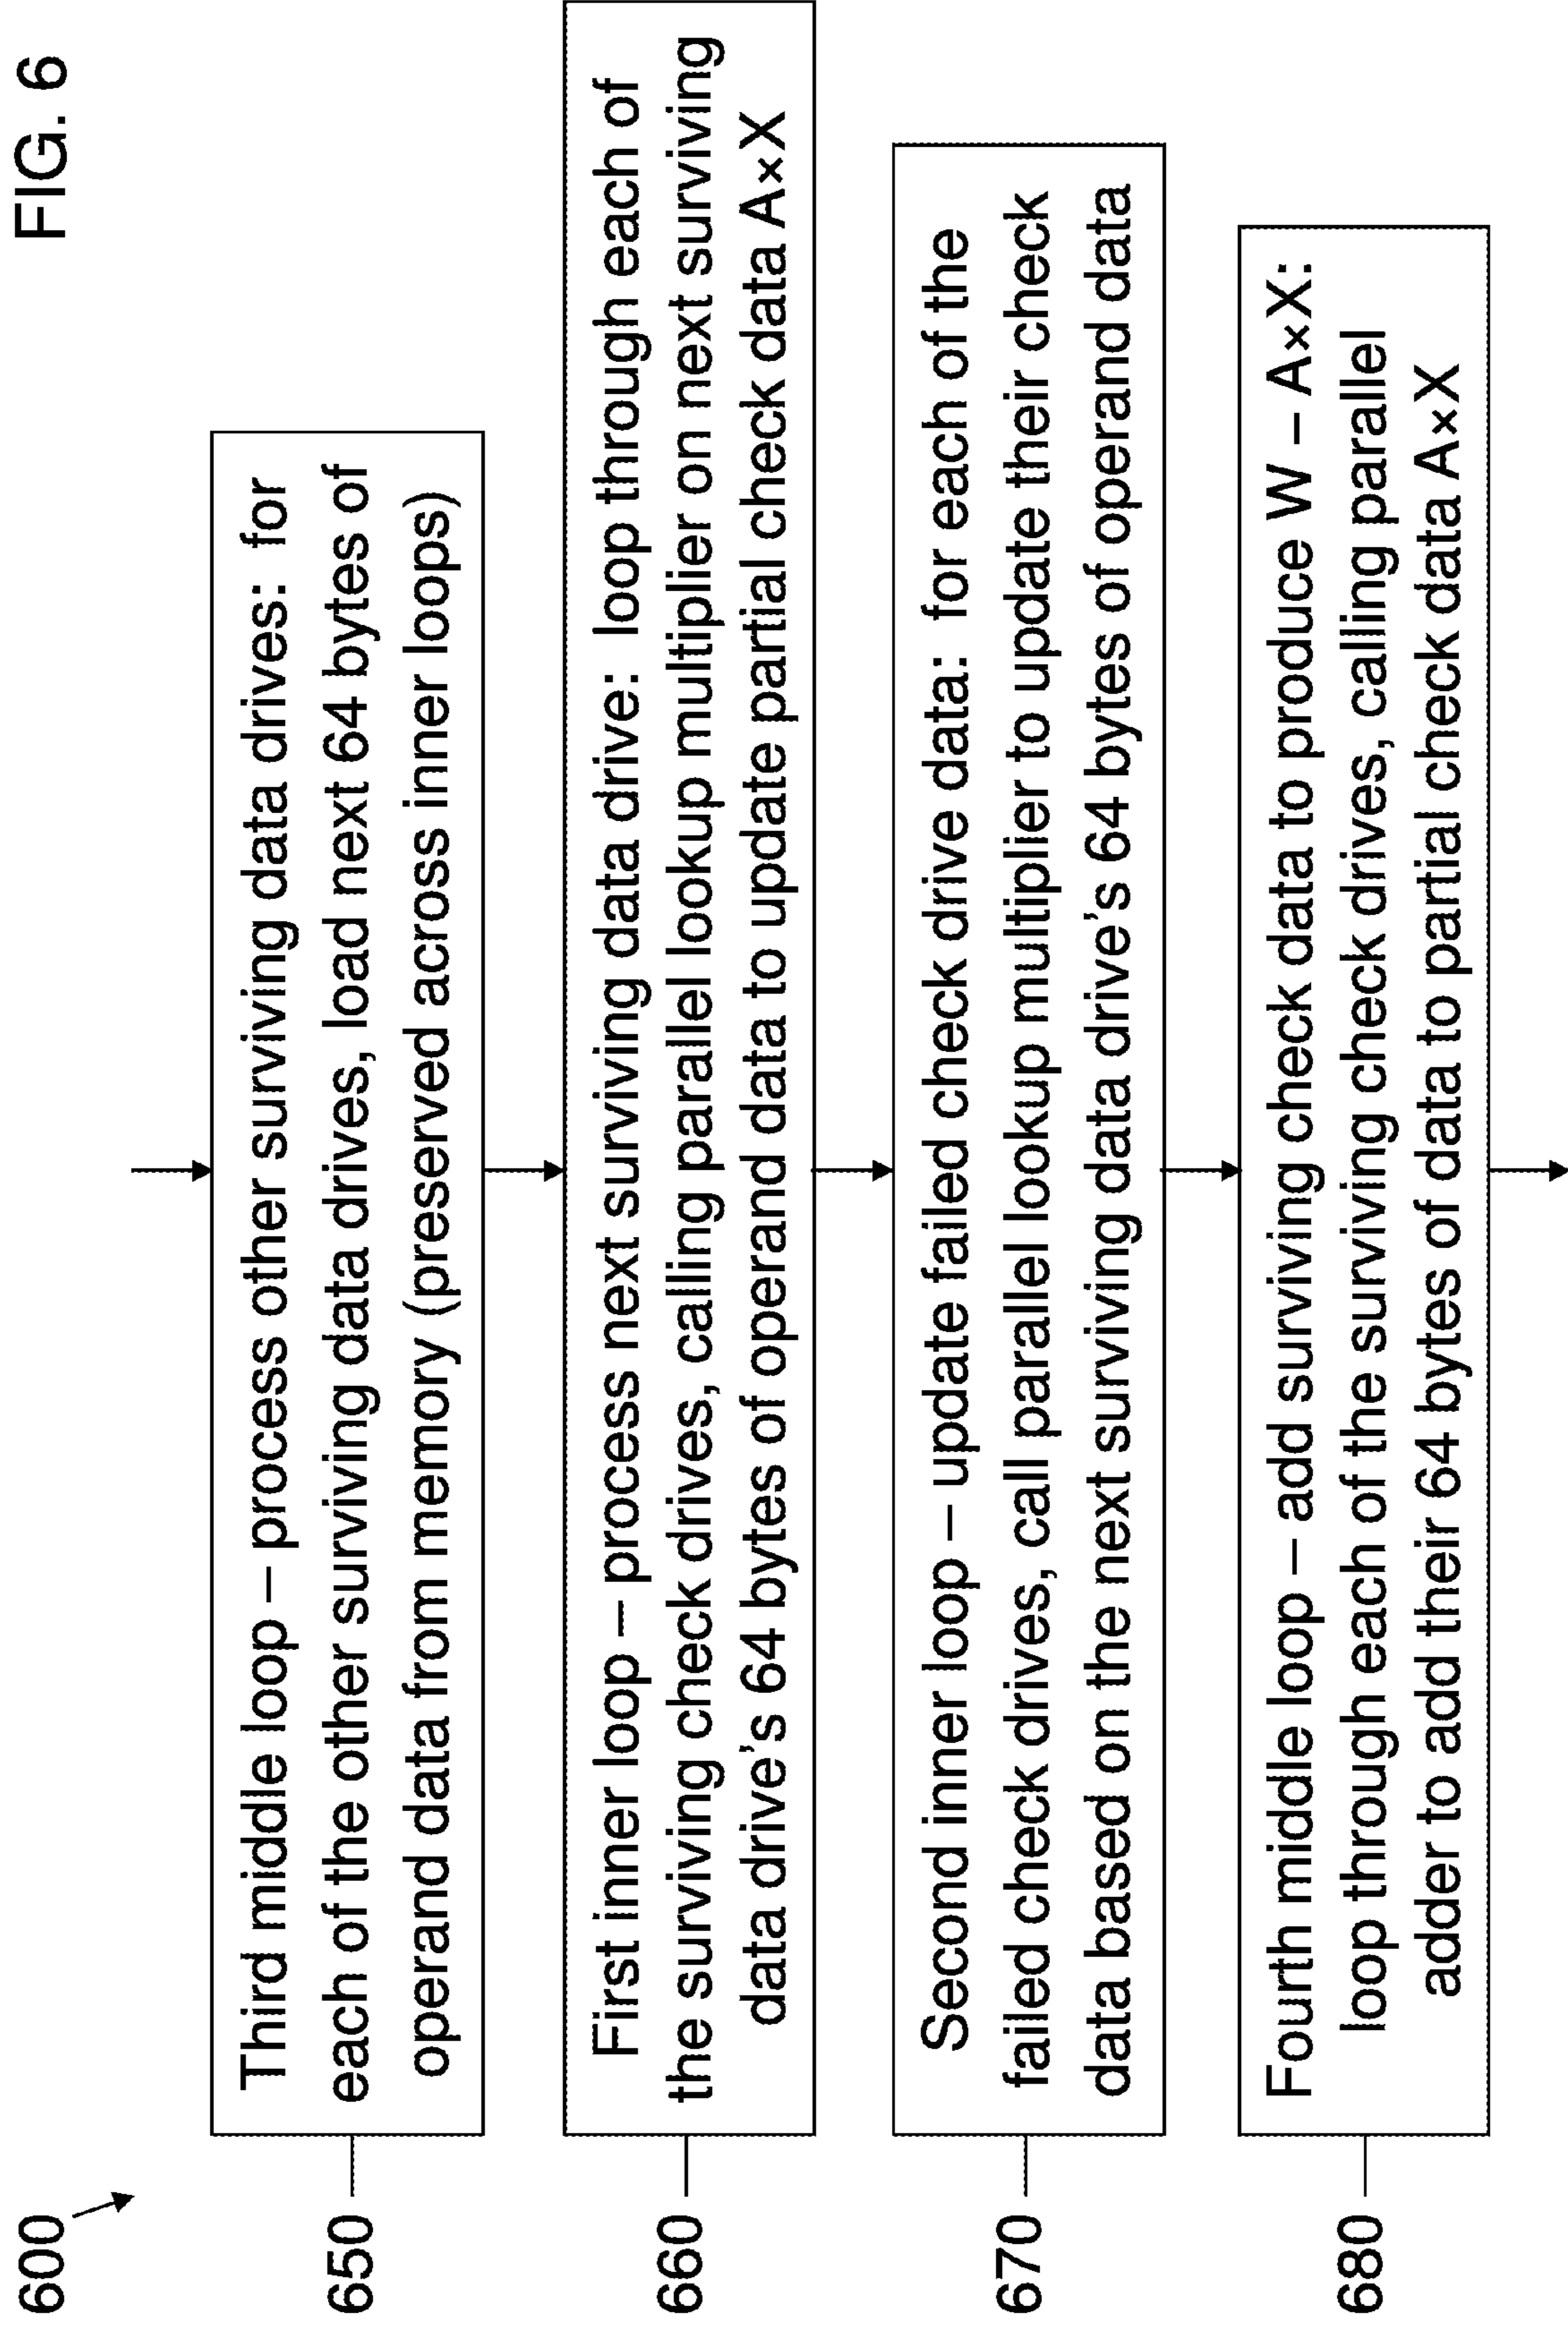 FIG. 6
600
650
Third middle loop – process other surviving data drives: for
each of the other surviving data drives, load next 64 bytes of
operand data from memory (preserved across inner loops)
660
First inner loop – process next surviving data drive: loop through each of
the surviving check drives, calling parallel lookup multiplier on next surviving
data drive's 64 bytes of operand data to update partial check data A×X
670
Second inner loop – update failed check drive data: for each of the
failed check drives, call parallel lookup multiplier to update their check
data based on the next surviving data drive's 64 bytes of operand data
680
Fourth middle loop – add surviving check data to produce W – A×X:
loop through each of the surviving check drives, calling parallel
adder to add their 64 bytes of data to partial check data A×X